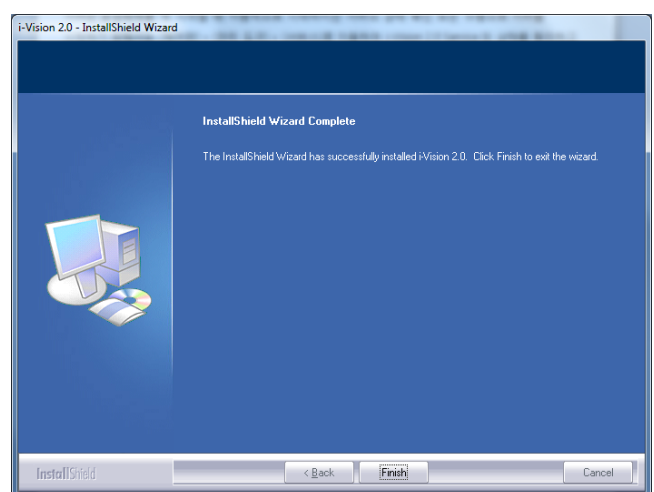 i-Vision 2.0 - InstallShield Wizard
InstallShield Wizard Complete
The InstallShield Wizard has successfully installed i-Vision 2.0. Click Finish to exit the wizard.
InstallShield
< Back
Finish
Cancel